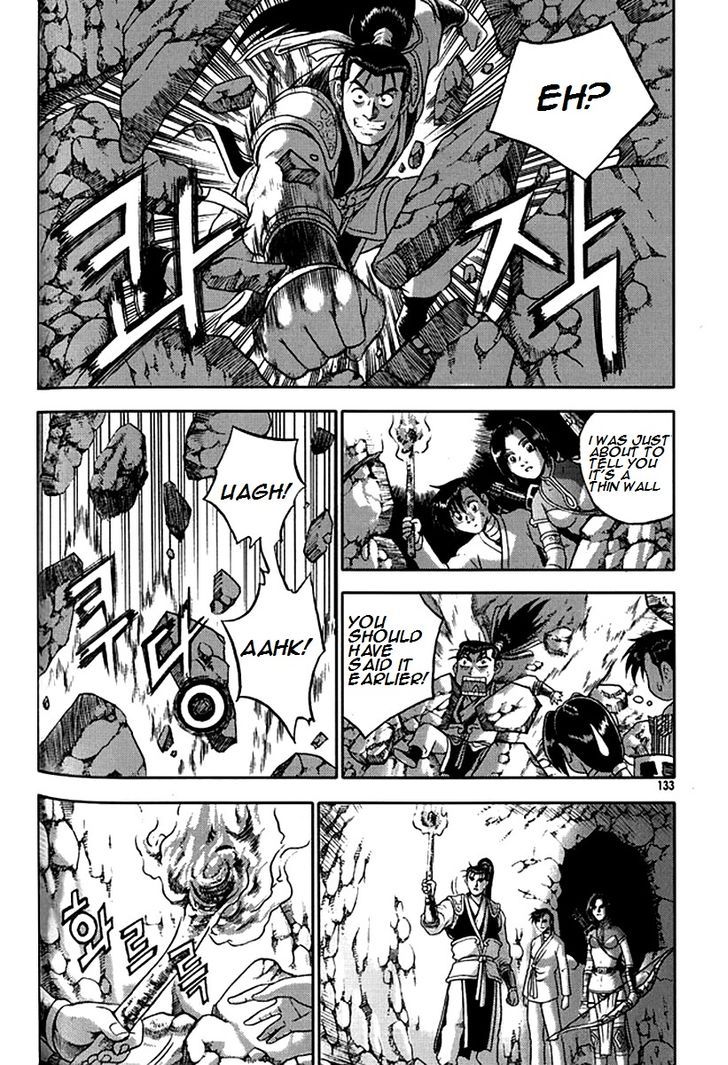 EH?
콰
직
UAGH!
AAHK!
쿠당
I WAS JUST
ABOUT TO
TELL YOU
IT'S A
THIN WALL
YOU
SHOULD
HAVE
SAID IT
EARLIER!
133
화르륵